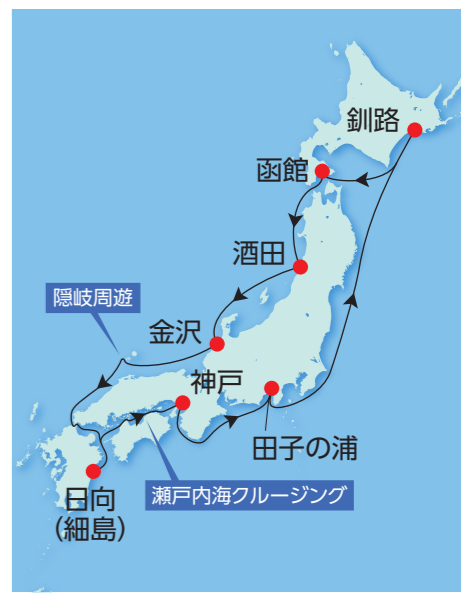 釧路
函館
酒田
隠岐周遊
金沢
神戸
田子の浦
瀬戸内海クルージング
日向
(細島)